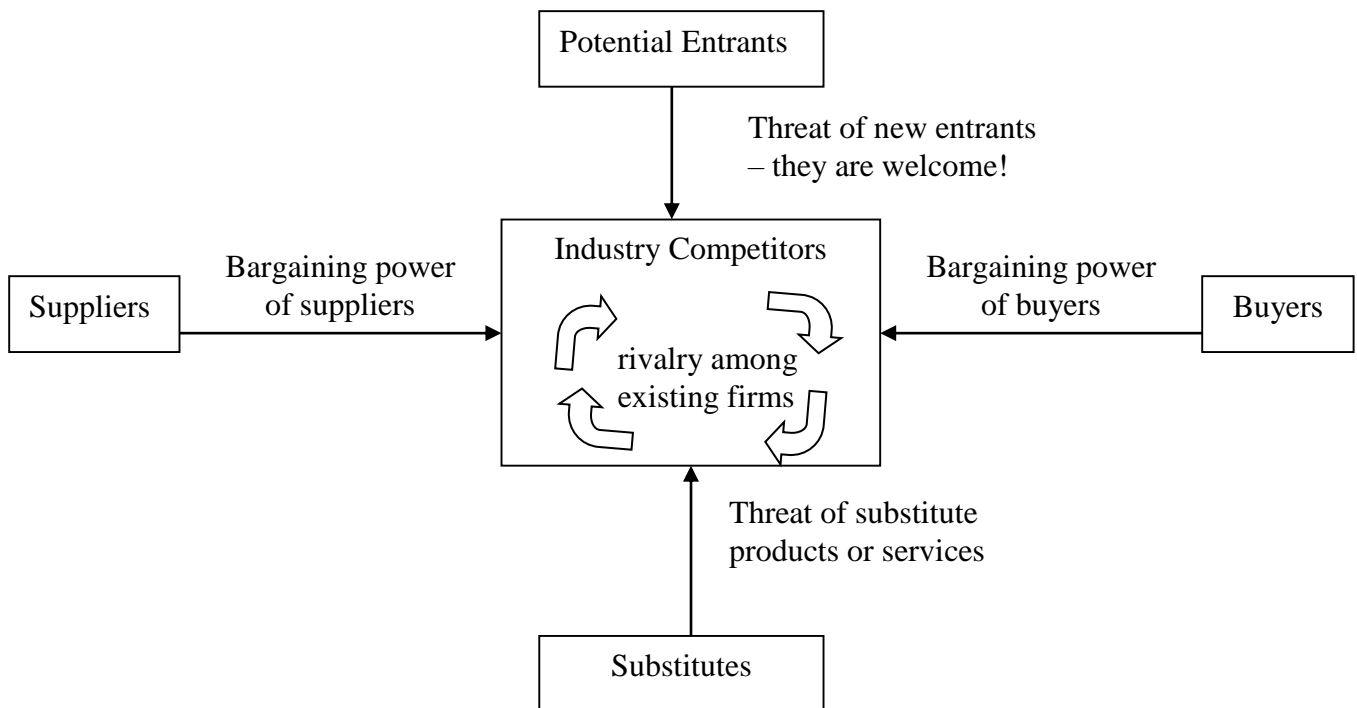 Potential Entrants
Threat of new entrants
– they are welcome!
Industry Competitors
Bargaining power
of suppliers
Bargaining power
of buyers
Suppliers
Buyers
rivalry among
existing firms
Threat of substitute
products or services
Substitutes